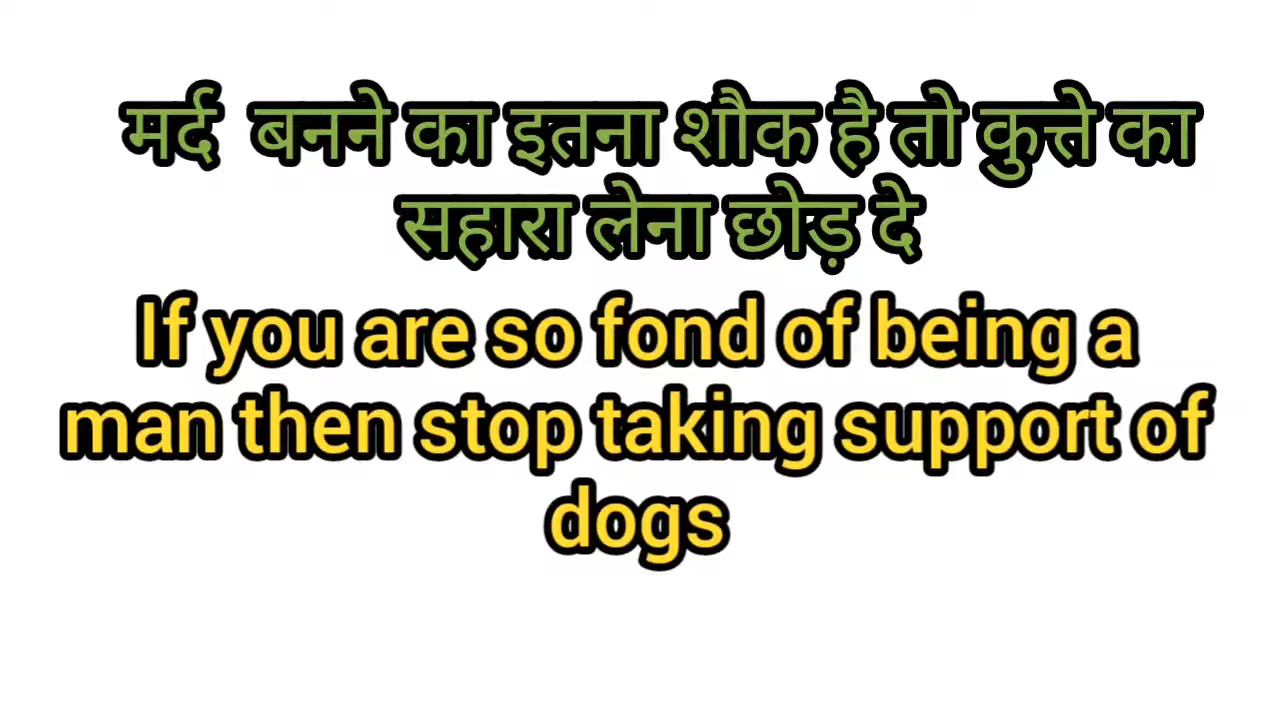 मर्द बनने का इतना शौक है तो कुत्ते का
सहारा लेना छोड़ दे
If you are so fond of being a
man then stop taking support of
dogs